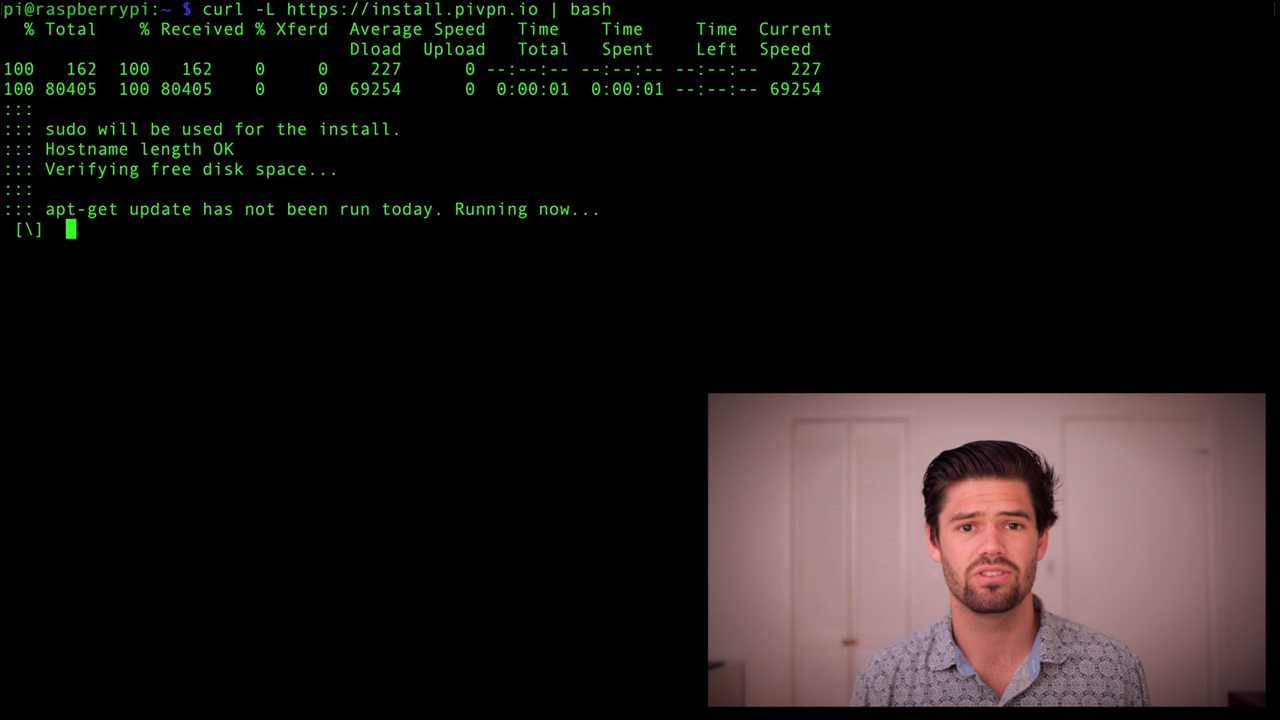 pi@raspberrypi:~ $ curl -L https://install.pivpn.io | bash
  % Total    % Received % Xferd  Average Speed   Time    Time     Time  Current
                                 Dload  Upload   Total   Spent    Left  Speed
100   162  100   162    0     0    227      0 --:--:-- --:--:-- --:--:--   227
100 80405  100 80405    0     0  69254      0  0:00:01  0:00:01 --:--:-- 69254
:::
::: sudo will be used for the install.
::: Hostname length OK
::: Verifying free disk space...
:::
::: apt-get update has not been run today. Running now...
 [\]